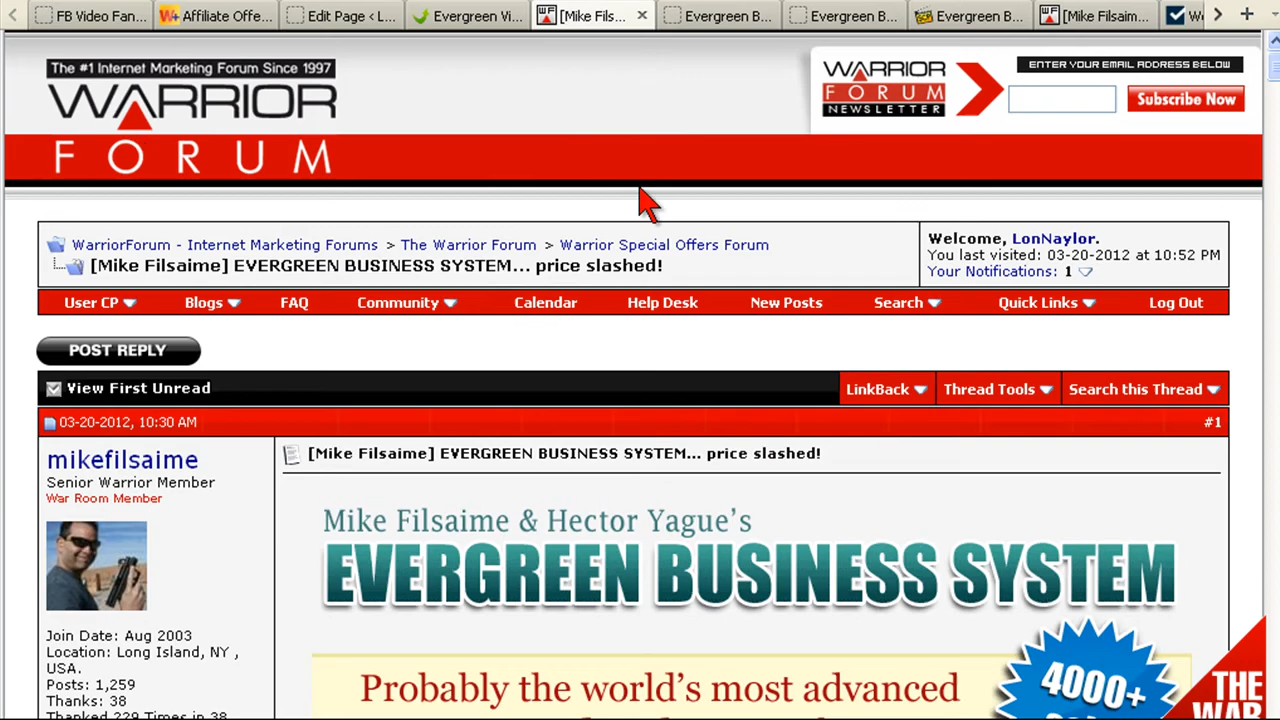 FB Video Fan...
Affiliate Offe...
Edit Page ‹ L...
Evergreen Vi...
[Mike Fils...
Evergreen B...
Evergreen B...
Evergreen B...
[Mike Filsaim...
The #1 Internet Marketing Forum Since 1997
WARRIOR
FORUM
WARRIOR
FORUM
NEWSLETTER
ENTER YOUR EMAIL ADDRESS BELOW
Subscribe Now
WarriorForum - Internet Marketing Forums > The Warrior Forum > Warrior Special Offers Forum
[Mike Filsaime] EVERGREEN BUSINESS SYSTEM... price slashed!
Welcome, LonNaylor.
You last visited: 03-20-2012 at 10:52 PM
Your Notifications: 1
User CP Blogs FAQ Community Calendar Help Desk New Posts Search Quick Links Log Out
POST REPLY
View First Unread LinkBack Thread Tools Search this Thread
03-20-2012, 10:30 AM #1
mikefilsaime
Senior Warrior Member
War Room Member
Join Date: Aug 2003
Location: Long Island, NY ,
USA.
Posts: 1,259
Thanks: 38
Thanked 229 Times in 38
[Mike Filsaime] EVERGREEN BUSINESS SYSTEM... price slashed!
Mike Filsaime & Hector Yague's
EVERGREEN BUSINESS SYSTEM
Probably the world's most advanced
4000+
THE
WAR